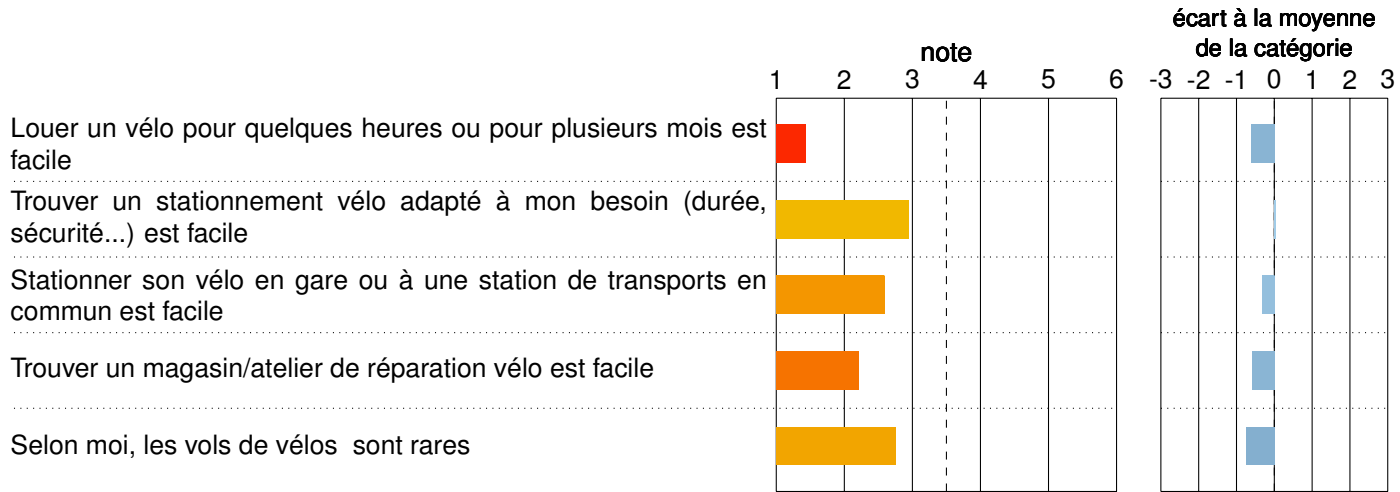 écart à la moyenne
de la catégorie
note
1 2 3 4 5 6
-3 -2 -1 0 1 2 3
Louer un vélo pour quelques heures ou pour plusieurs mois est
facile
Trouver un stationnement vélo adapté à mon besoin (durée,
sécurité...) est facile
Stationner son vélo en gare ou à une station de transports en
commun est facile
Trouver un magasin/atelier de réparation vélo est facile
Selon moi, les vols de vélos sont rares